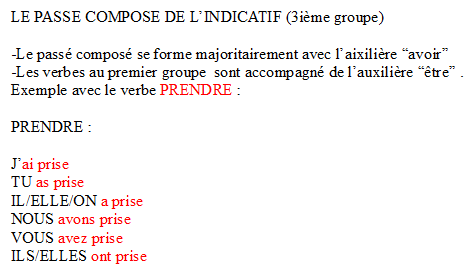 LE PASSE COMPOSE DE L'INDICATIF (3ième groupe)
-Le passé composé se forme majoritairement avec l'aixilière “avoir”
-Les verbes au premier groupe sont accompagné de l'auxilière “être” .
Exemple avec le verbe PRENDRE :
PRENDRE :
J'ai prise
TU as prise
IL/ELLE/ON a prise
NOUS avons prise
VOUS avez prise
ILS/ELLES ont prise